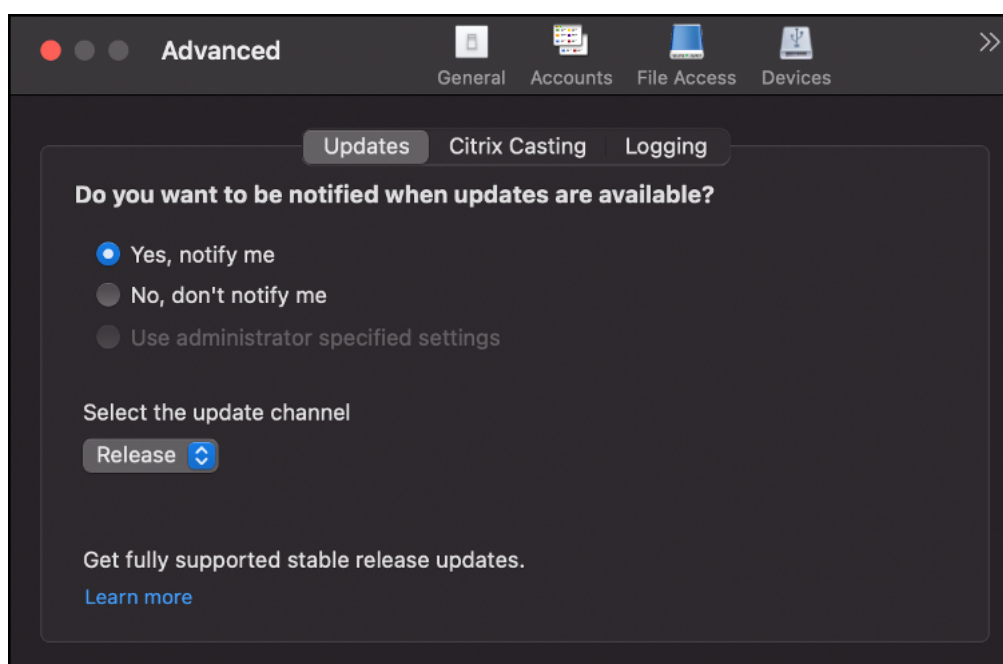 Advanced
General Accounts File Access Devices
Updates Citrix Casting Logging
Do you want to be notified when updates are available?
Yes, notify me
No, don't notify me
Use administrator specified settings
Select the update channel
Release
Get fully supported stable release updates.
Learn more